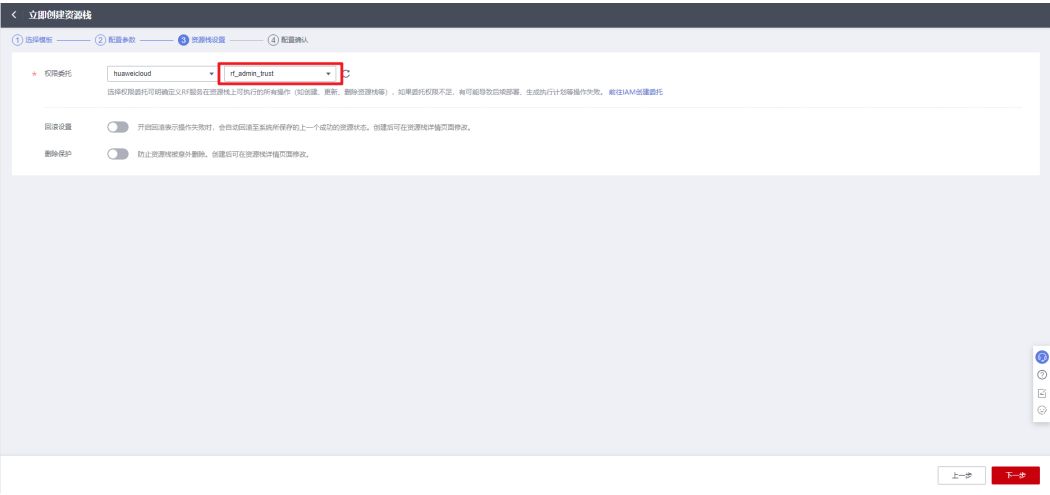 立即创建资源栈
1 选择模板 2 配置参数 3 资源栈设置 4 配置确认
* 权限委托 huaweicloud rf_admin_trust
选择权限委托可明确定义RF服务在资源栈上可执行的所有操作（如创建、更新、删除资源栈等），如果委托权限不足，有可能导致后续部署、生成执行计划等操作失败。 前往IAM创建委托
回滚设置 开启回滚表示操作失败时，会自动回滚至系统所保存的上一个成功的资源状态。创建后可在资源栈详情页面修改。
删除保护 防止资源栈被意外删除。创建后可在资源栈详情页面修改。
上一步 下一步